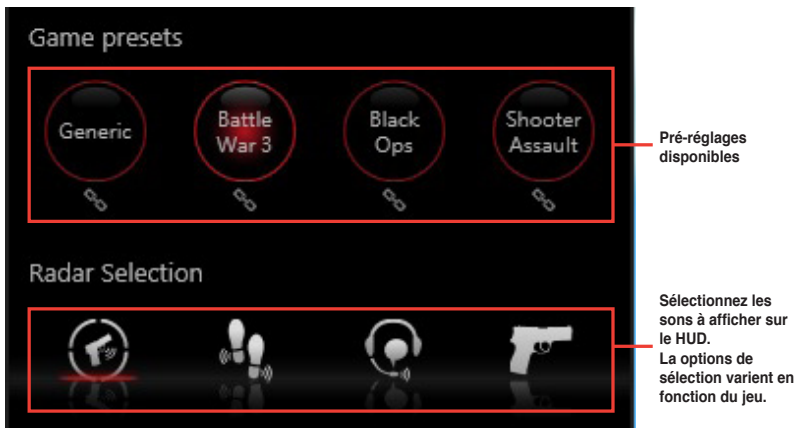 Game presets
Generic
Battle
War 3
Black
Ops
Shooter
Assault
Pré-réglages
disponibles
Radar Selection
Sélectionnez les
sons à afficher sur
le HUD.
La options de
sélection varient en
fonction du jeu.